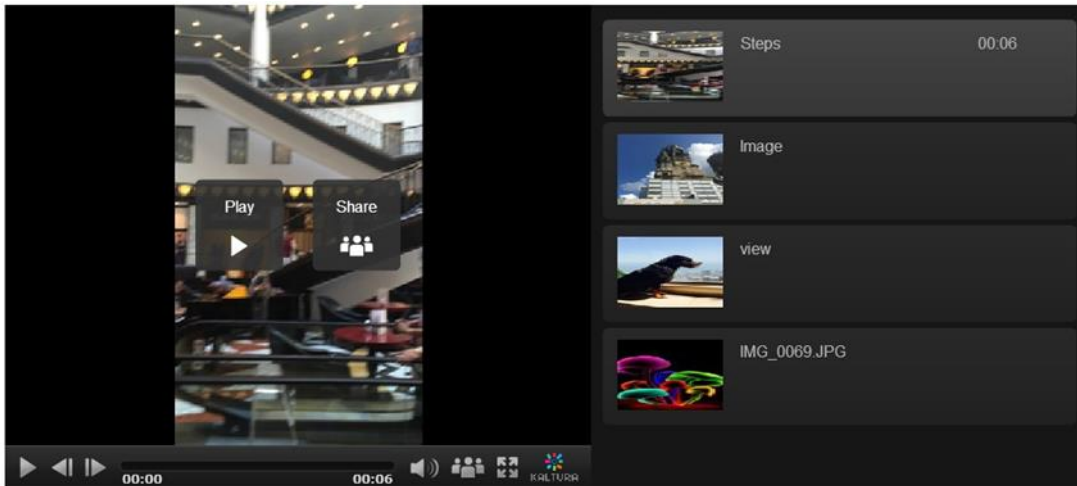 Play
Share
00:00
00:06
KALTURA
Steps 00:06
Image
view
IMG_0069.JPG